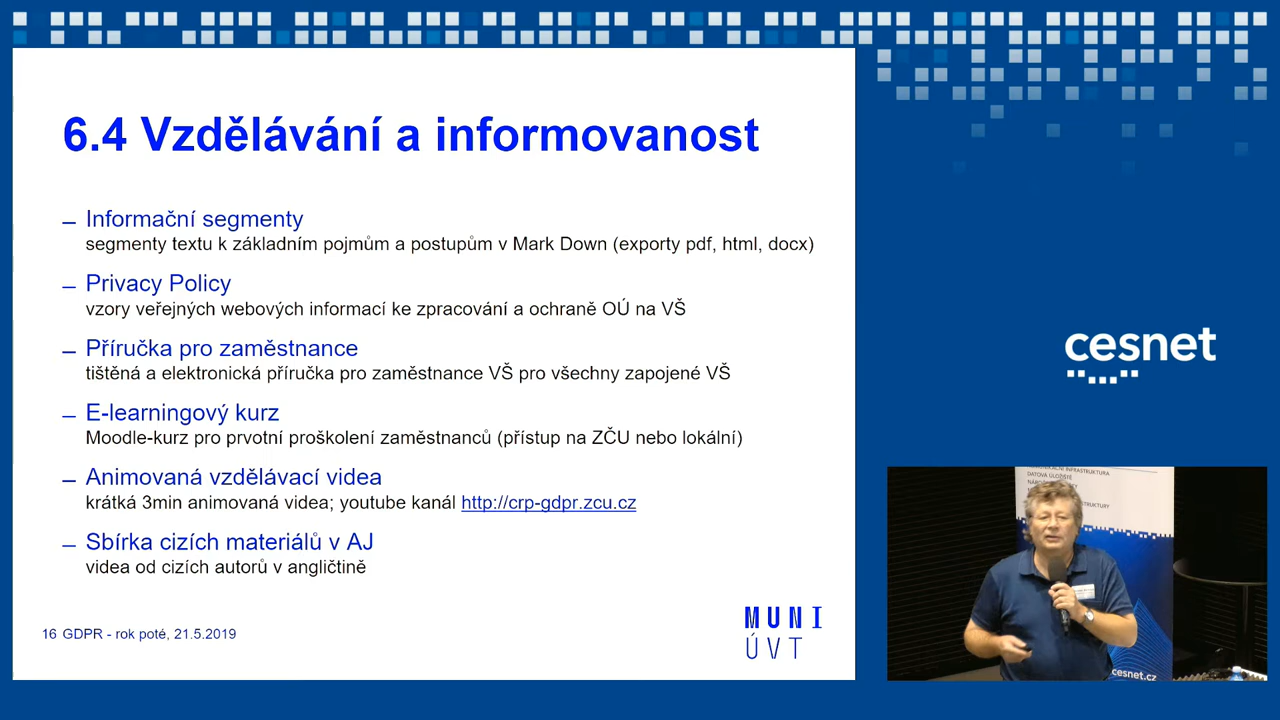 6.4 Vzdělávání a informovanost
– Informační segmenty
segmenty textu k základním pojmům a postupům v Mark Down (exporty pdf, html, docx)
– Privacy Policy
vzory veřejných webových informací ke zpracování a ochraně OÚ na VŠ
– Příručka pro zaměstnance
tištěná a elektronická příručka pro zaměstnance VŠ pro všechny zapojené VŠ
– E-learningový kurz
Moodle-kurz pro prvotní proškolení zaměstnanců (přístup na ZČU nebo lokální)
– Animovaná vzdělávací videa
krátká 3min animovaná videa; youtube kanál http://crp-gdpr.zcu.cz
– Sbírka cizích materiálů v AJ
videa od cizích autorů v angličtině
16 GDPR - rok poté, 21.5.2019
MUNI
ÚVT
cesnet
INFRASTRUKTURA
DATOVÁ ÚLOŽIŠTĚ
cesnet.cz